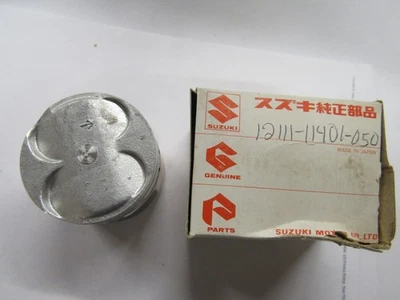 スズキ純正部品
SUZUKI
12111-11401-050
MADE IN JAPAN
GENUINE
PARTS
SUZUKI MOTOR CO.,LTD.